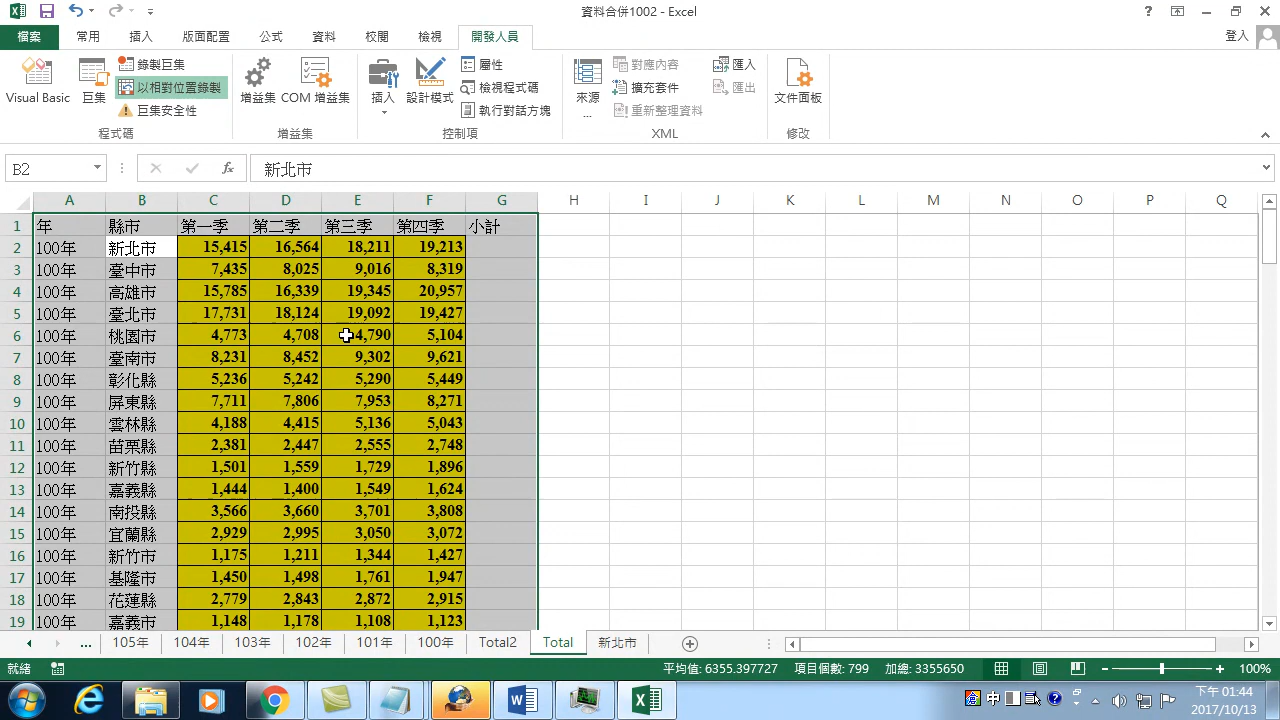 資料合併1002 - Excel
檔案 常用 插入 版面配置 公式 資料 校閱 檢視 開發人員 登入
Visual Basic 巨集 錄製巨集 以相對位置錄製 巨集安全性 增益集 COM 增益集 插入 設計模式 屬性 檢視程式碼 執行對話方塊 來源 ... 對應內容 擴充套件 重新整理資料 匯入 匯出 文件面板
程式碼 增益集 控制項 XML 修改
B2 fx 新北市
A B C D E F G H I J K L M N O P Q
1 年 縣市 第一季 第二季 第三季 第四季 小計
2 100年 新北市 15,415 16,564 18,211 19,213
3 100年 臺中市 7,435 8,025 9,016 8,319
4 100年 高雄市 15,785 16,339 19,345 20,957
5 100年 臺北市 17,731 18,124 19,092 19,427
6 100年 桃園市 4,773 4,708 4,790 5,104
7 100年 臺南市 8,231 8,452 9,302 9,621
8 100年 彰化縣 5,236 5,242 5,290 5,449
9 100年 屏東縣 7,711 7,806 7,953 8,271
10 100年 雲林縣 4,188 4,415 5,136 5,043
11 100年 苗栗縣 2,381 2,447 2,555 2,748
12 100年 新竹縣 1,501 1,559 1,729 1,896
13 100年 嘉義縣 1,444 1,400 1,549 1,624
14 100年 南投縣 3,566 3,660 3,701 3,808
15 100年 宜蘭縣 2,929 2,995 3,050 3,072
16 100年 新竹市 1,175 1,211 1,344 1,427
17 100年 基隆市 1,450 1,498 1,761 1,947
18 100年 花蓮縣 2,779 2,843 2,872 2,915
19 100年 嘉義市 1,148 1,178 1,108 1,123
... 105年 104年 103年 102年 101年 100年 Total2 Total 新北市
就緒 平均值: 6355.397727 項目個數: 799 加總: 3355650 100%
中 下午 01:44
2017/10/13